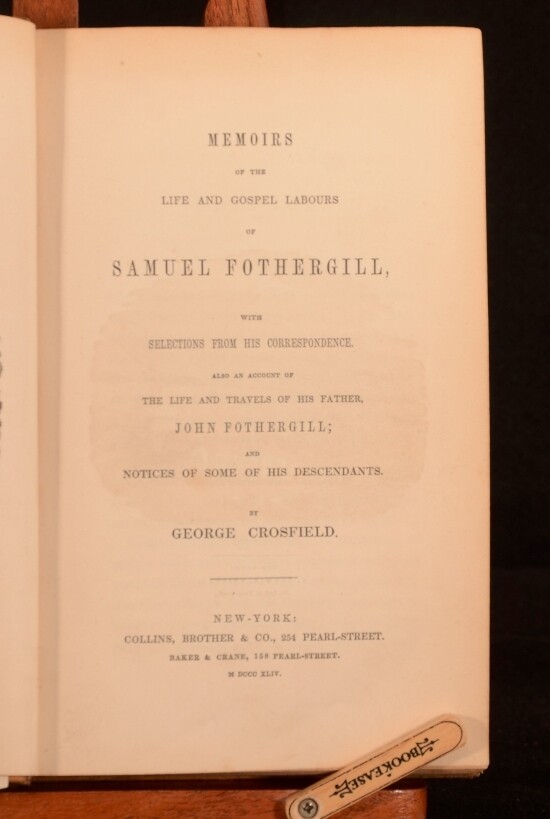 MEMOIRS
OF THE
LIFE AND GOSPEL LABOURS
OF
SAMUEL FOTHERGILL,
WITH
SELECTIONS FROM HIS CORRESPONDENCE.
ALSO AN ACCOUNT OF
THE LIFE AND TRAVELS OF HIS FATHER,
JOHN FOTHERGILL;
AND
NOTICES OF SOME OF HIS DESCENDANTS.
BY
GEORGE CROSFIELD.
NEW-YORK:
COLLINS, BROTHER & CO., 254 PEARL-STREET.
BAKER & CRANE, 158 PEARL-STREET.
M DCCC XLIV.
BOOKEASE